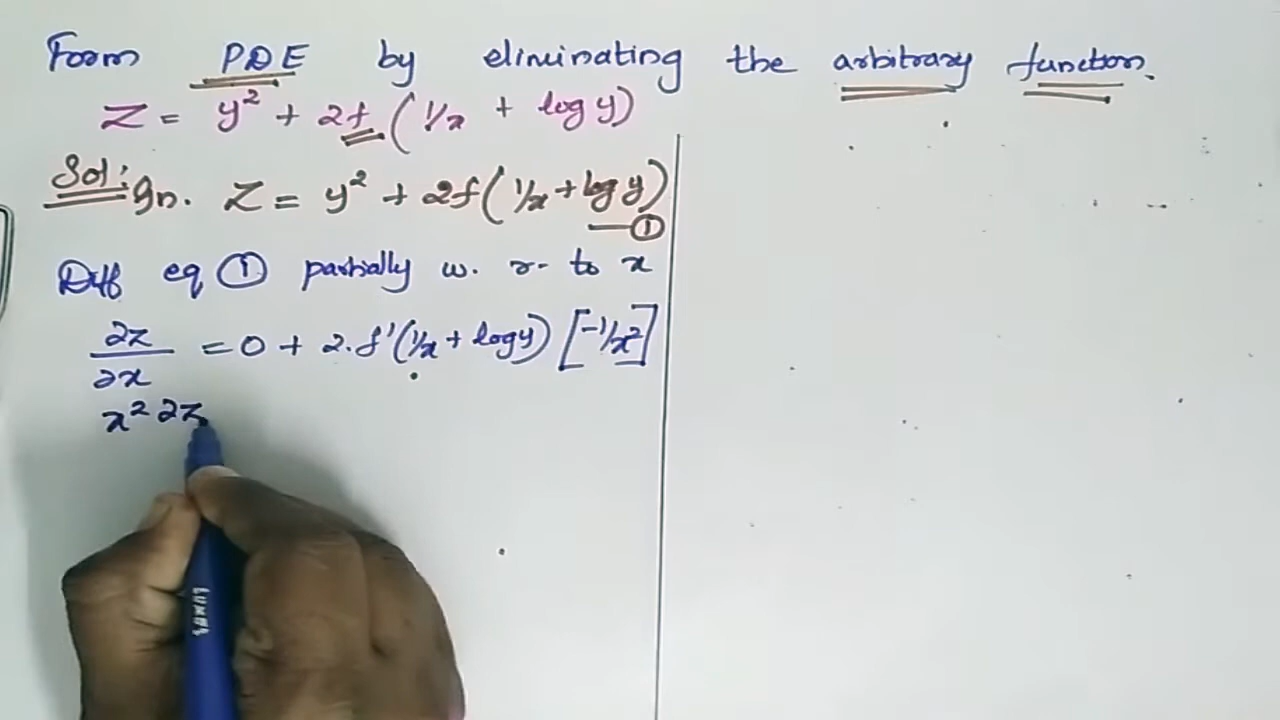 Form PDE by eliminating the arbitrary function.
Z = y² + 2f (1/x + log y)
Sol: Gn. Z = y² + 2f (1/x + log y) —①
Diff eq ① partially w. r. to x
∂z/∂x = 0 + 2.f'(1/x + log y) [-1/x²]
x² ∂z
LUXOR